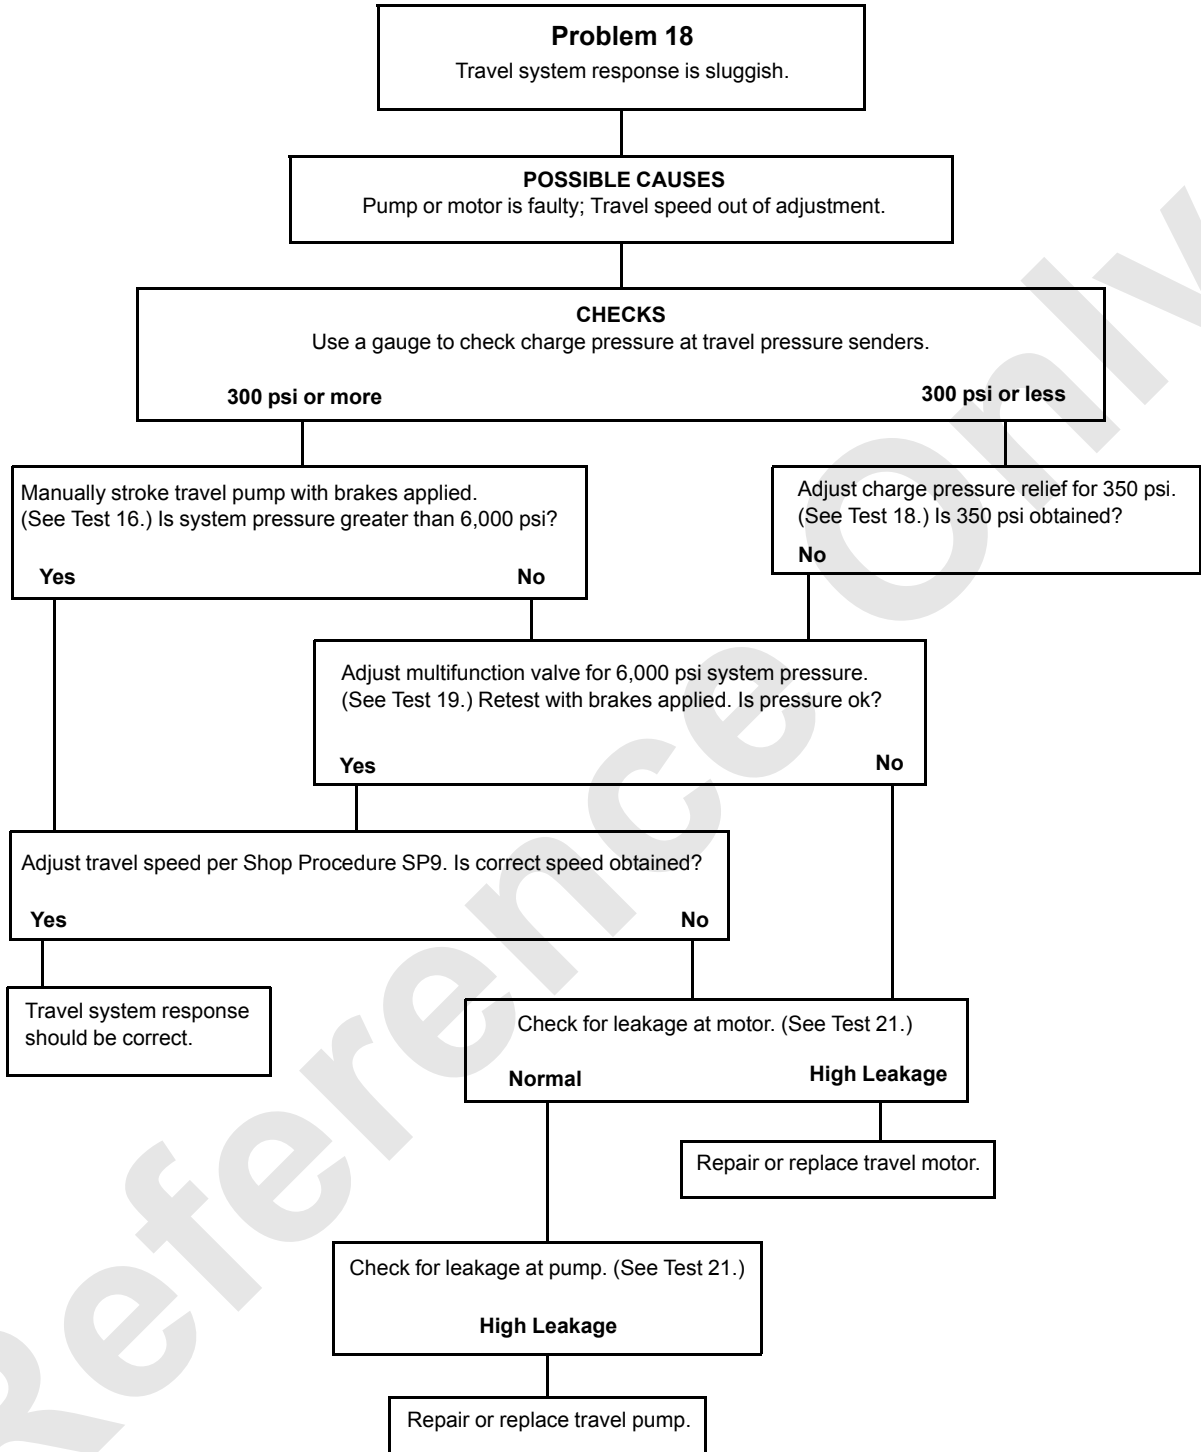 Problem 18
Travel system response is sluggish.
POSSIBLE CAUSES
Pump or motor is faulty; Travel speed out of adjustment.
CHECKS
Use a gauge to check charge pressure at travel pressure senders.
300 psi or more
300 psi or less
Manually stroke travel pump with brakes applied.
(See Test 16.) Is system pressure greater than 6,000 psi?
Yes
No
Adjust charge pressure relief for 350 psi.
(See Test 18.) Is 350 psi obtained?
No
Adjust multifunction valve for 6,000 psi system pressure.
(See Test 19.) Retest with brakes applied. Is pressure ok?
Yes
No
Adjust travel speed per Shop Procedure SP9. Is correct speed obtained?
Yes
No
Travel system response
should be correct.
Check for leakage at motor. (See Test 21.)
Normal
High Leakage
Repair or replace travel motor.
Check for leakage at pump. (See Test 21.)
High Leakage
Repair or replace travel pump.
Reference Only